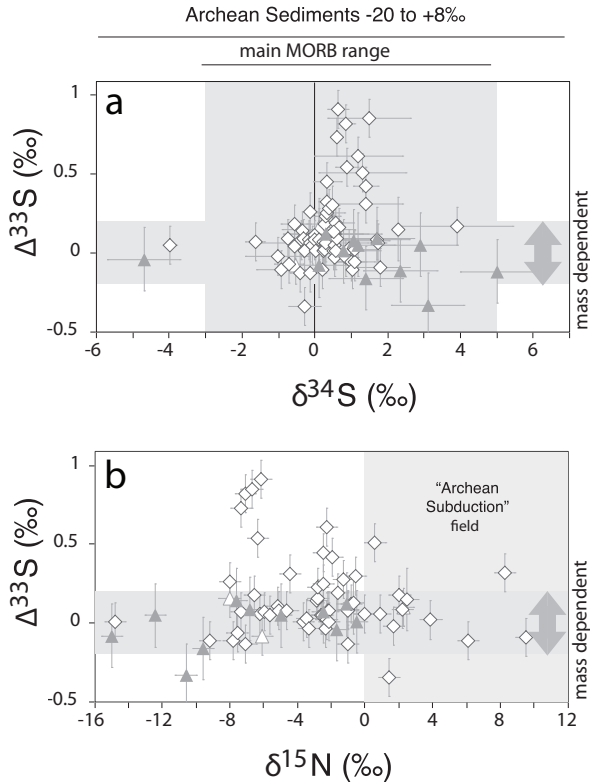 Archean Sediments -20 to +8‰
main MORB range
a
1
0.5
0
-0.5
Δ³³S (‰)
mass dependent
-6 -4 -2 0 2 4 6
δ³⁴S (‰)
b
"Archean
Subduction"
field
1
0.5
0
-0.5
Δ³³S (‰)
mass dependent
-16 -12 -8 -4 0 4 8 12
δ¹⁵N (‰)